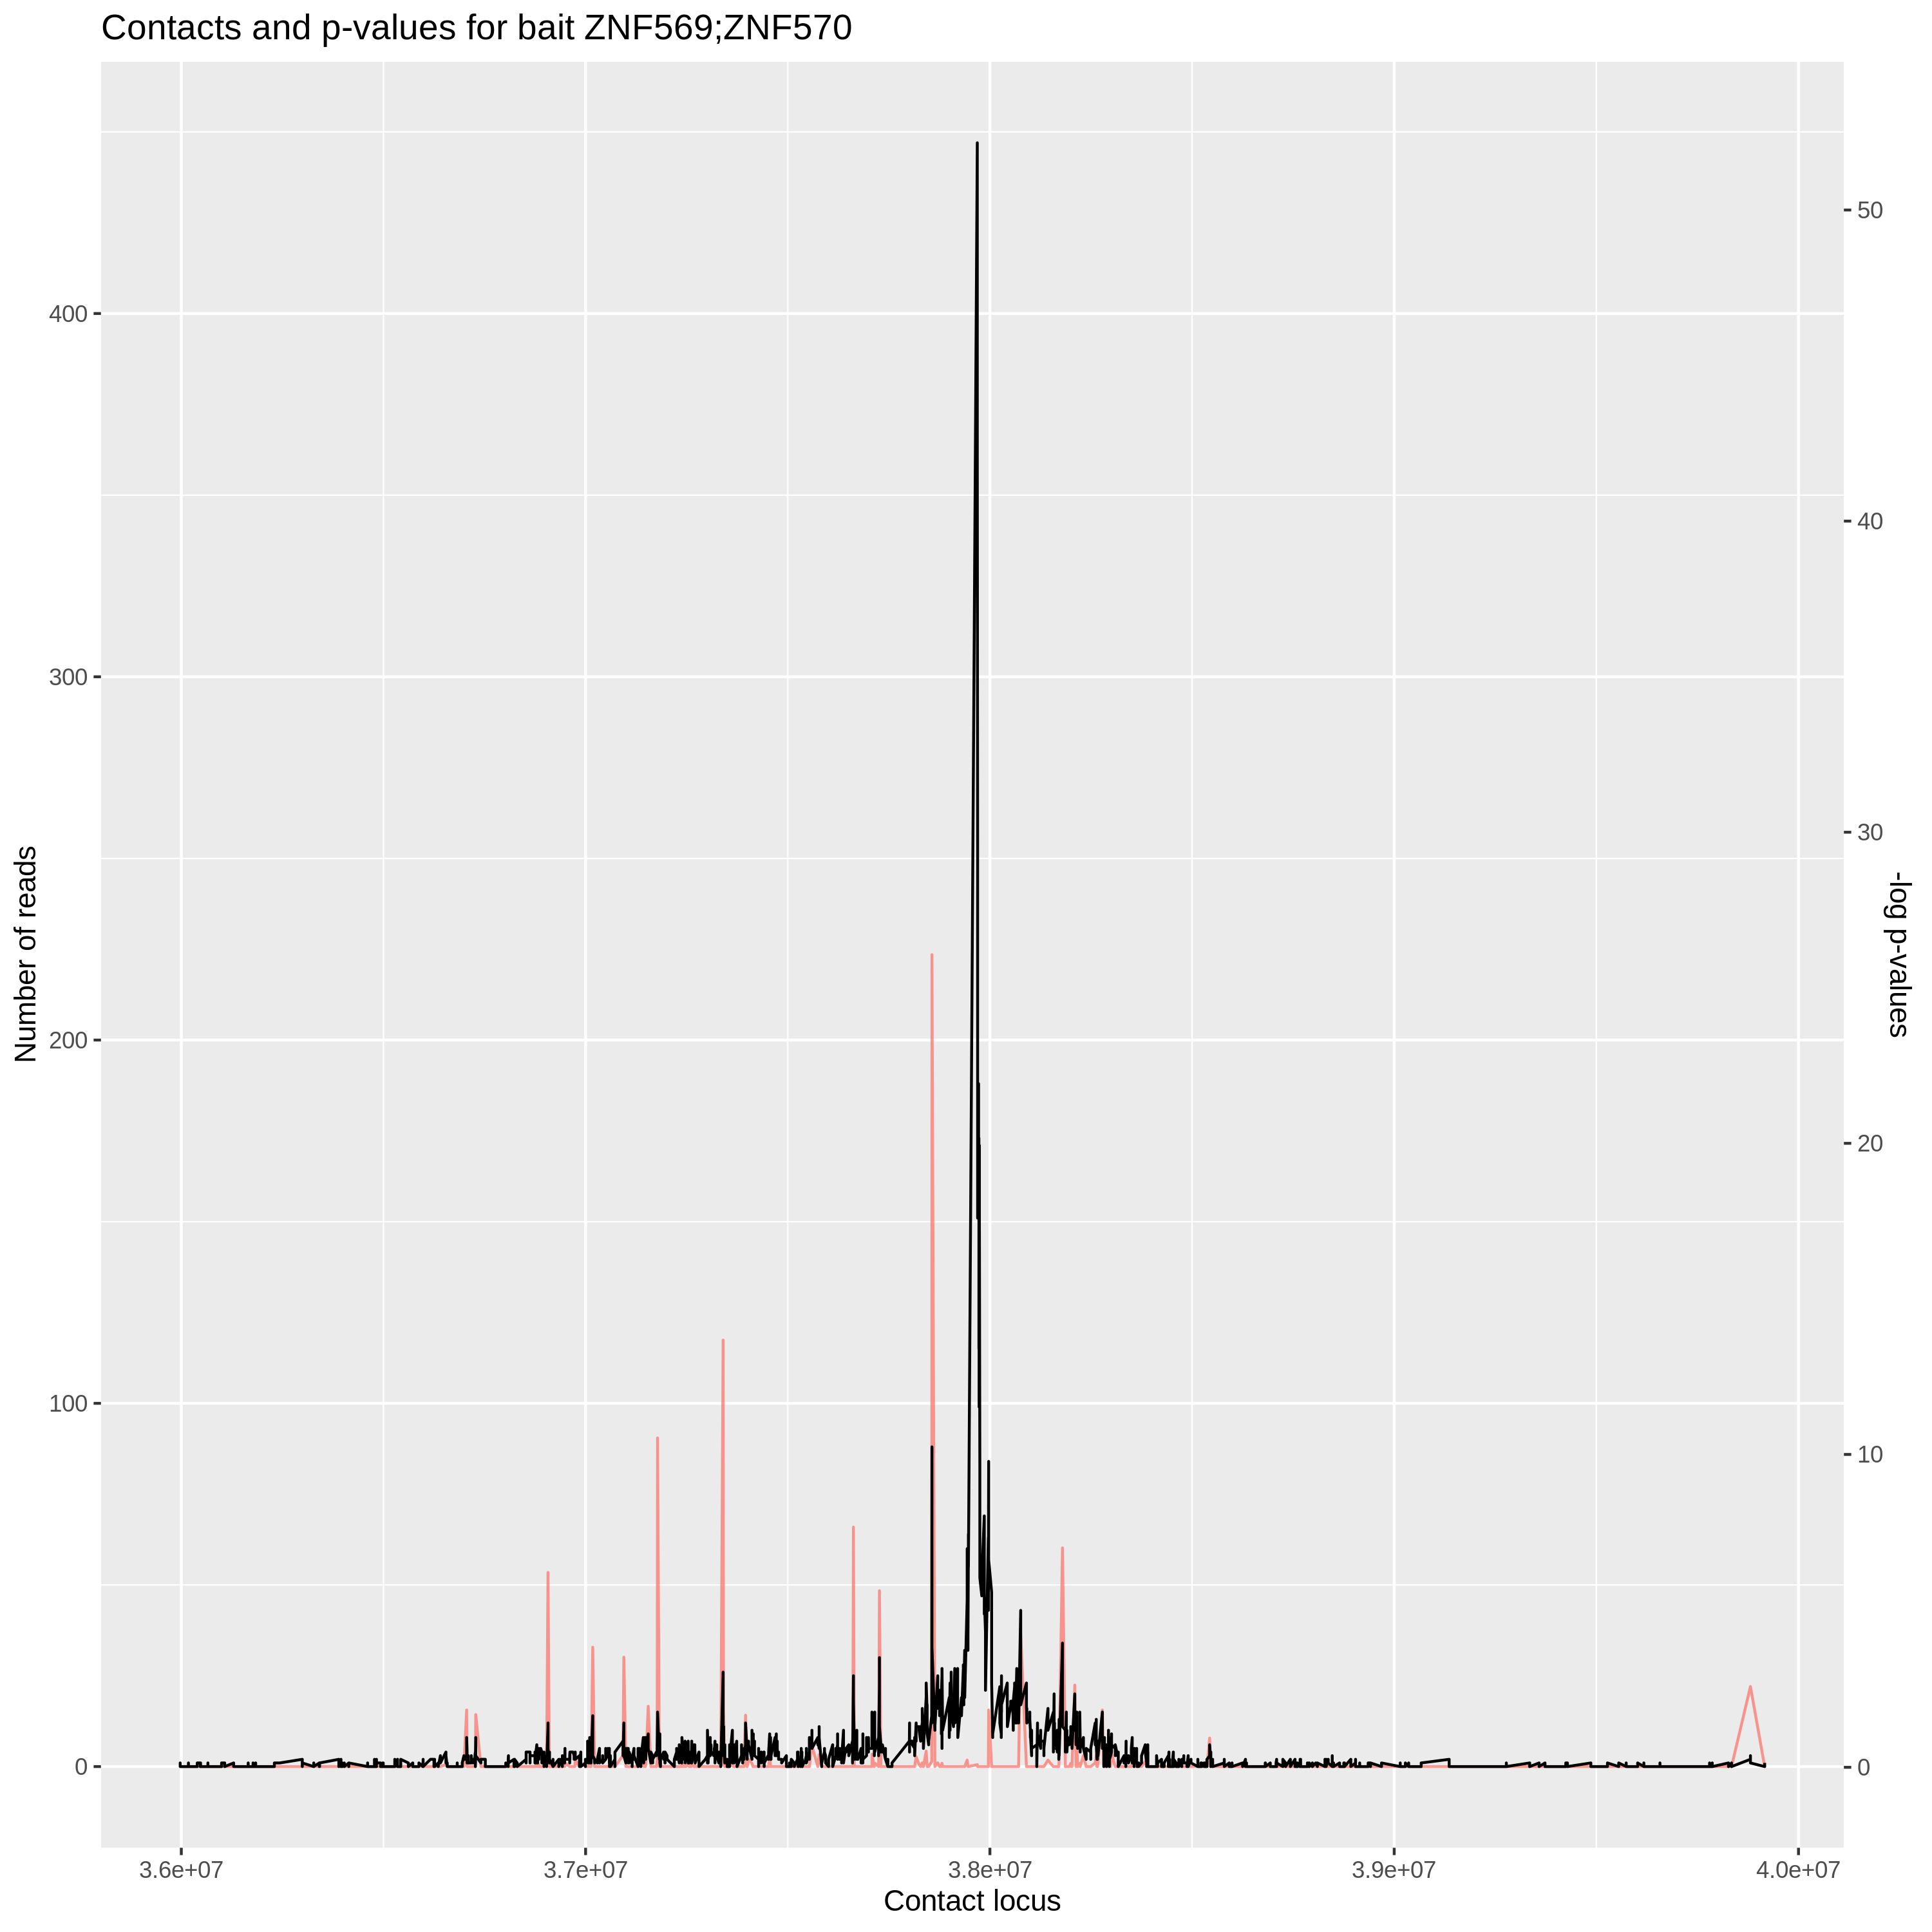 Contacts and p-values for bait ZNF569;ZNF570
Number of reads
400
300
200
100
0
50
40
30
20
10
0
-log p-values
3.6e+07 3.7e+07 3.8e+07 3.9e+07 4.0e+07
Contact locus